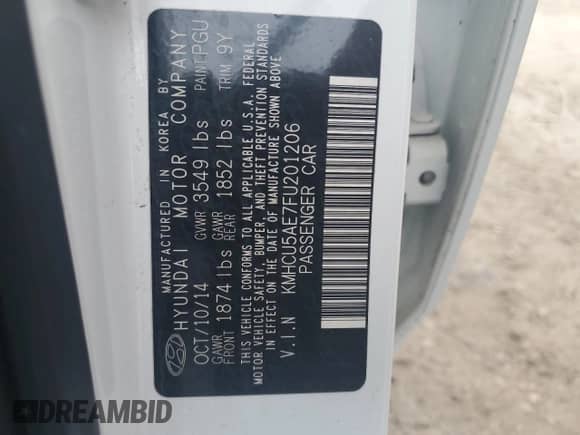 MANUFACTURED IN KOREA BY
HYUNDAI MOTOR COMPANY
OCT/10/14 GVWR 3549 lbs PAINT PGU
GAWR FRONT 1874 lbs GAWR REAR 1852 lbs TRIM 9Y
THIS VEHICLE CONFORMS TO ALL APPLICABLE U.S.A. FEDERAL
MOTOR VEHICLE SAFETY, BUMPER, AND THEFT PREVENTION STANDARDS
IN EFFECT ON THE DATE OF MANUFACTURE SHOWN ABOVE
V.I.N KMHCU5AE7FU201206
PASSENGER CAR
DREAMBID